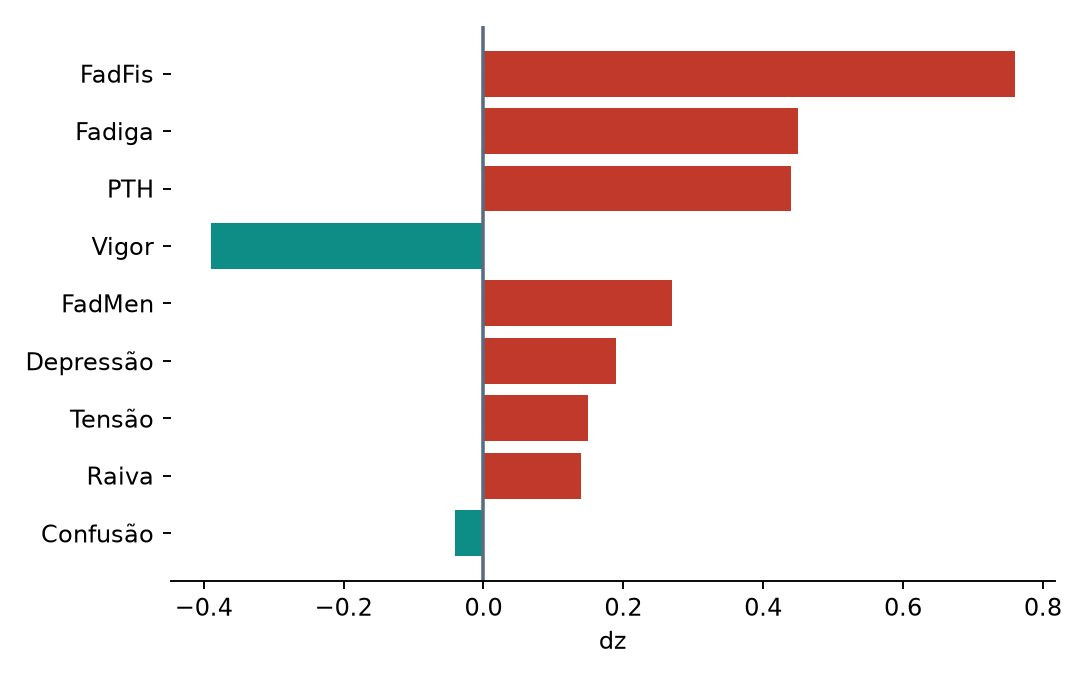 FadFis
Fadiga
PTH
Vigor
FadMen
Depressão
Tensão
Raiva
Confusão
−0.4 −0.2 0.0 0.2 0.4 0.6 0.8
dz